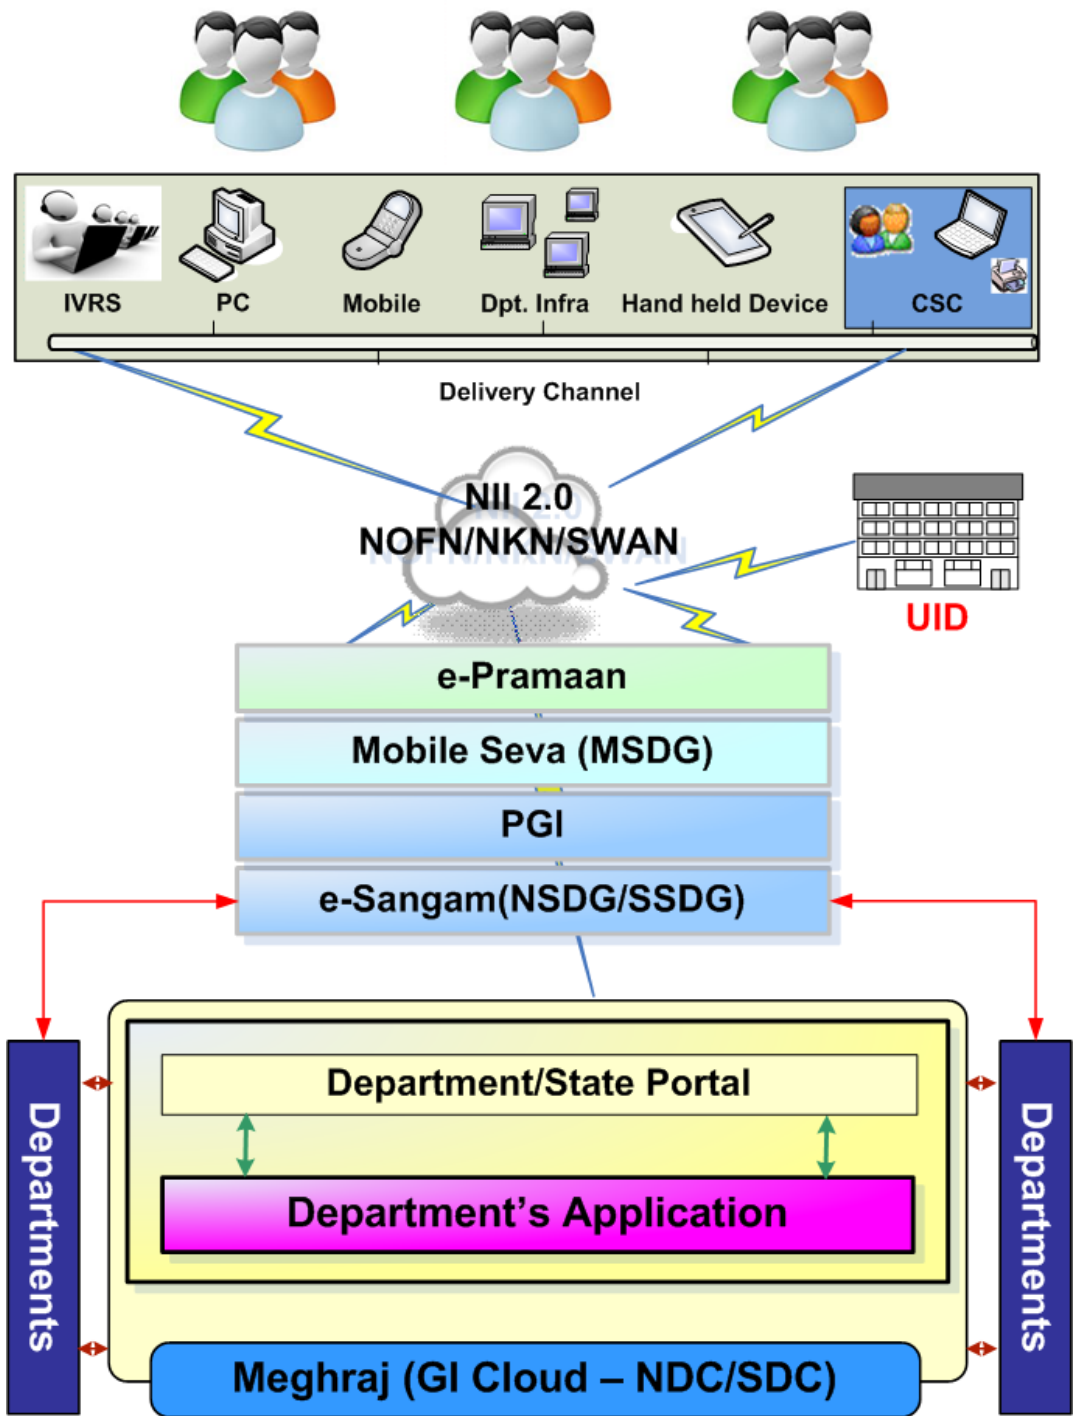 IVRS
PC
Mobile
Dpt. Infra
Hand held Device
CSC
Delivery Channel
NII 2.0
NOFN/NKN/SWAN
UID
e-Pramaan
Mobile Seva (MSDG)
PGI
e-Sangam(NSDG/SSDG)
Departments
Department/State Portal
Department’s Application
Departments
Meghraj (GI Cloud – NDC/SDC)